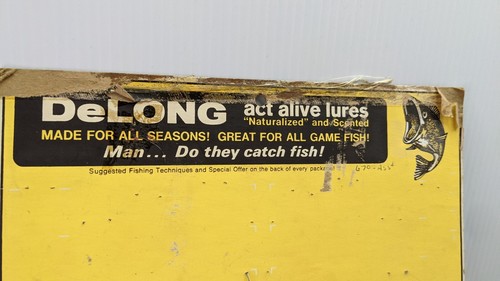 DeLONG act alive lures
"Naturalized" and Scented
MADE FOR ALL SEASONS! GREAT FOR ALL GAME FISH!
Man... Do they catch fish!
Suggested Fishing Techniques and Special Offer on the back of every